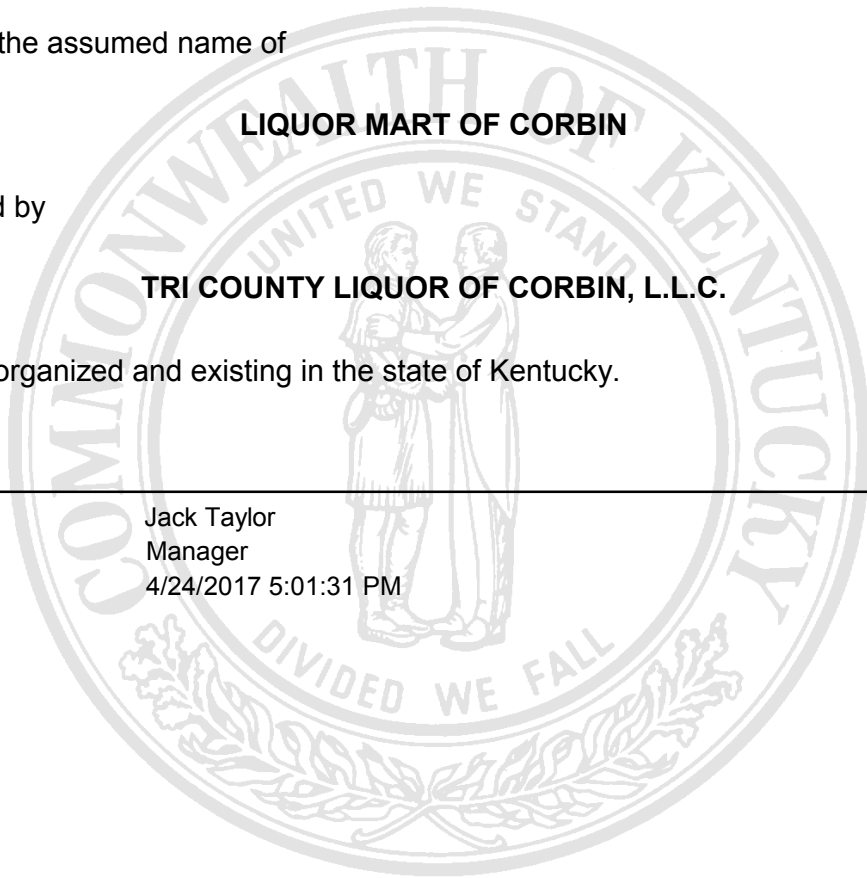 the assumed name of
LIQUOR MART OF CORBIN
d by
TRI COUNTY LIQUOR OF CORBIN, L.L.C.
organized and existing in the state of Kentucky.
Jack Taylor
Manager
4/24/2017 5:01:31 PM
COMMONWEALTH OF KENTUCKY
UNITED WE STAND
DIVIDED WE FALL